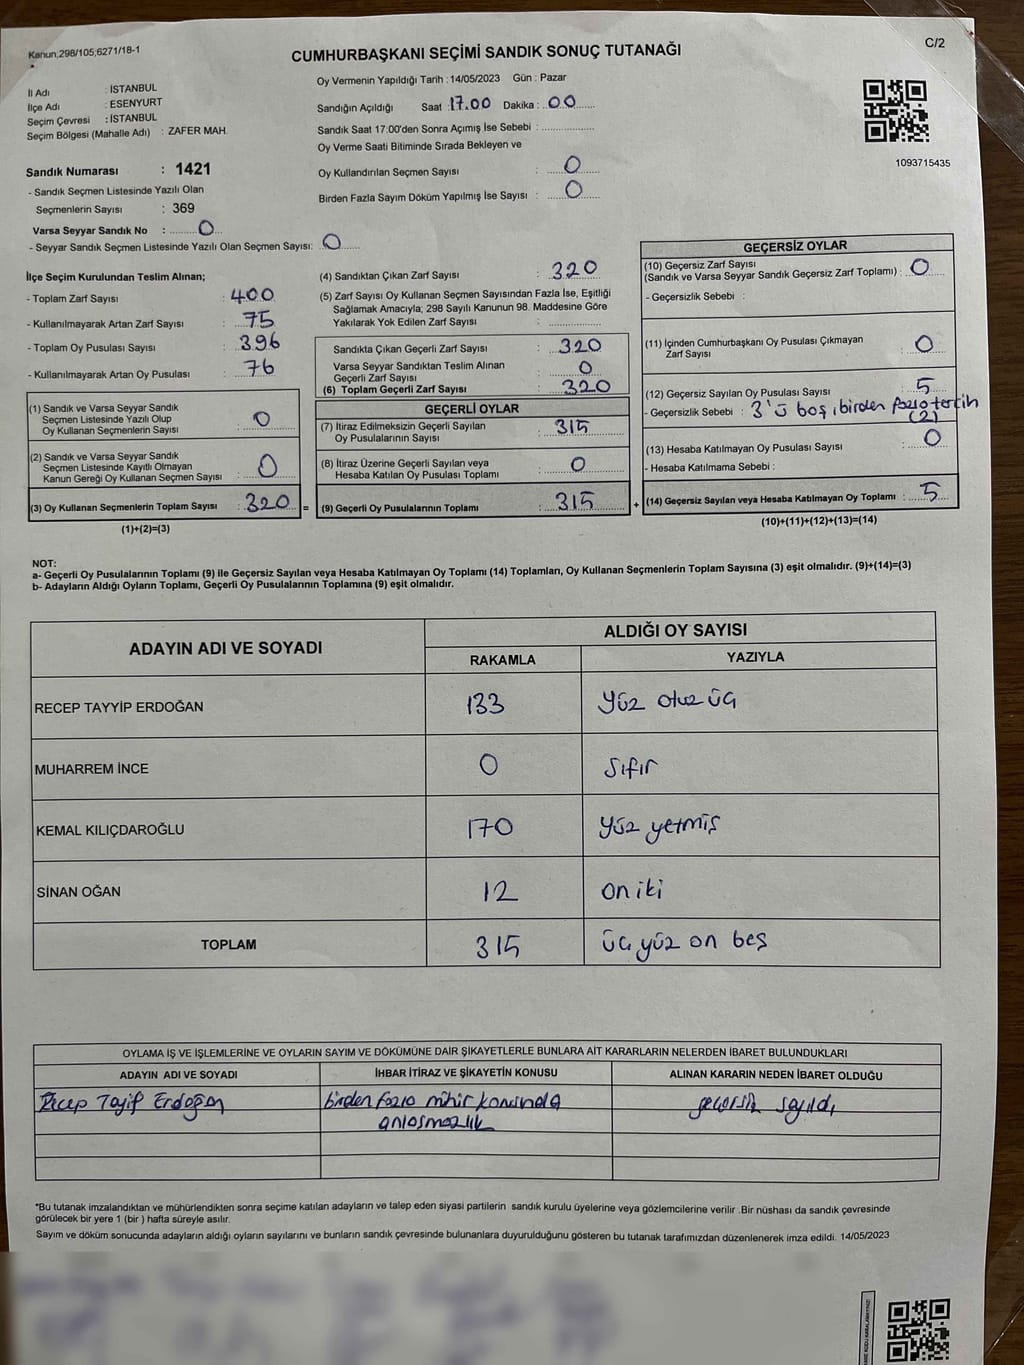 Kanun;298/105;6271/18-1
CUMHURBAŞKANI SEÇİMİ SANDIK SONUÇ TUTANAĞI
C/2
İl Adı : İSTANBUL
İlçe Adı : ESENYURT
Seçim Çevresi : İSTANBUL
Seçim Bölgesi (Mahalle Adı) : ZAFER MAH.
Sandık Numarası : 1421
- Sandık Seçmen Listesinde Yazılı Olan
Seçmenlerin Sayısı : 369
Varsa Seyyar Sandık No : 0
- Seyyar Sandık Seçmen Listesinde Yazılı Olan Seçmen Sayısı: 0
Oy Vermenin Yapıldığı Tarih : 14/05/2023 Gün : Pazar
Sandığın Açıldığı Saat : 17.00 Dakika : 00
Sandık Saat 17:00'den Sonra Açımış İse Sebebi :
Oy Verme Saati Bitiminde Sırada Bekleyen ve
Oy Kullandırılan Seçmen Sayısı : 0
Birden Fazla Sayım Döküm Yapılmış İse Sayısı : 0
1093715435
İlçe Seçim Kurulundan Teslim Alınan;
- Toplam Zarf Sayısı : 400
- Kullanılmayarak Artan Zarf Sayısı : 75
- Toplam Oy Pusulası Sayısı : 396
- Kullanılmayarak Artan Oy Pusulası : 76
(1) Sandık ve Varsa Seyyar Sandık
Seçmen Listesinde Yazılı Olup
Oy Kullanan Seçmenlerin Sayısı : 0
(2) Sandık ve Varsa Seyyar Sandık
Seçmen Listesinde Kayıtlı Olmayan
Kanun Gereği Oy Kullanan Seçmen Sayısı : 0
(3) Oy Kullanan Seçmenlerin Toplam Sayısı : 320 =
(1)+(2)=(3)
(4) Sandıktan Çıkan Zarf Sayısı : 320
(5) Zarf Sayısı Oy Kullanan Seçmen Sayısından Fazla İse, Eşitliği
Sağlamak Amacıyla; 298 Sayılı Kanunun 98. Maddesine Göre
Yakılarak Yok Edilen Zarf Sayısı :
Sandıkta Çıkan Geçerli Zarf Sayısı : 320
Varsa Seyyar Sandıktan Teslim Alınan
Geçerli Zarf Sayısı : 0
(6) Toplam Geçerli Zarf Sayısı : 320
GEÇERLİ OYLAR
(7) İtiraz Edilmeksizin Geçerli Sayılan
Oy Pusulalarının Sayısı : 315
(8) İtiraz Üzerine Geçerli Sayılan veya
Hesaba Katılan Oy Pusulası Toplamı : 0
(9) Geçerli Oy Pusulalarının Toplamı : 315 +
GEÇERSİZ OYLAR
(10) Geçersiz Zarf Sayısı
(Sandık ve Varsa Seyyar Sandık Geçersiz Zarf Toplamı) : 0
- Geçersizlik Sebebi :
(11) İçinden Cumhurbaşkanı Oy Pusulası Çıkmayan
Zarf Sayısı : 0
(12) Geçersiz Sayılan Oy Pusulası Sayısı : 5
- Geçersizlik Sebebi : 3'ü boş, birden fazla tercih
(2)
(13) Hesaba Katılmayan Oy Pusulası Sayısı : 0
- Hesaba Katılmama Sebebi :
(14) Geçersiz Sayılan veya Hesaba Katılmayan Oy Toplamı : 5
(10)+(11)+(12)+(13)=(14)
NOT:
a- Geçerli Oy Pusulalarının Toplamı (9) ile Geçersiz Sayılan veya Hesaba Katılmayan Oy Toplamı (14) Toplamları, Oy Kullanan Seçmenlerin Toplam Sayısına (3) eşit olmalıdır. (9)+(14)=(3)
b- Adayların Aldığı Oyların Toplamı, Geçerli Oy Pusulalarının Toplamına (9) eşit olmalıdır.
ADAYIN ADI VE SOYADI
ALDIĞI OY SAYISI
RAKAMLA YAZIYLA
RECEP TAYYİP ERDOĞAN 133 Yüz otuz üç
MUHARREM İNCE 0 Sıfır
KEMAL KILIÇDAROĞLU 170 Yüz yetmiş
SİNAN OĞAN 12 on iki
TOPLAM 315 üç yüz on beş
OYLAMA İŞ VE İŞLEMLERİNE VE OYLARIN SAYIM VE DÖKÜMÜNE DAİR ŞİKAYETLERLE BUNLARA AİT KARARLARIN NELERDEN İBARET BULUNDUKLARI
ADAYIN ADI VE SOYADI İHBAR İTİRAZ VE ŞİKAYETİN KONUSU ALINAN KARARIN NEDEN İBARET OLDUĞU
Recep Tayif Erdoğan birden fazla mühir konusunda geçersiz sayıldı
anlaşmazlık
*Bu tutanak imzalandıktan ve mühürlendikten sonra seçime katılan adayların ve talep eden siyasi partilerin sandık kurulu üyelerine veya gözlemcilerine verilir .Bir nüshası da sandık çevresinde
görülecek bir yere 1 (bir ) hafta süreyle asılır.
Sayım ve döküm sonucunda adayların aldığı oyların sayılarını ve bunların sandık çevresinde bulunanlara duyurulduğunu gösteren bu tutanak tarafımızdan düzenlenerek imza edildi. 14/05/2023